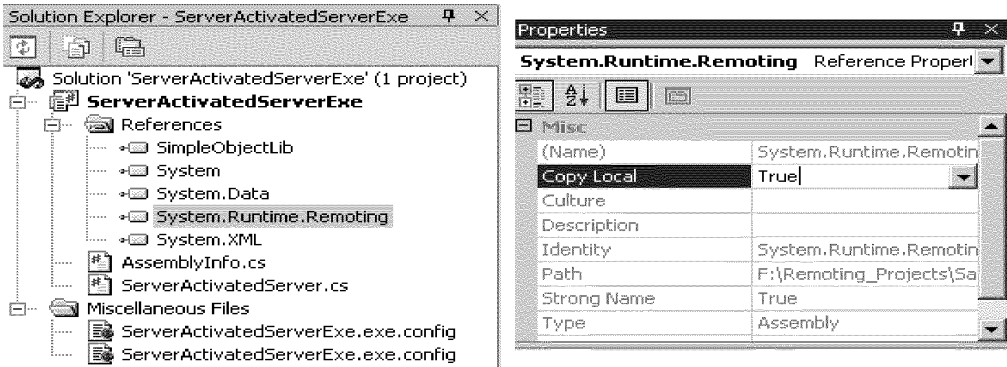 Solution Explorer - ServerActivatedServerExe
Solution 'ServerActivatedServerExe' (1 project)
ServerActivatedServerExe
References
SimpleObjectLib
System
System.Data
System.Runtime.Remoting
System.XML
AssemblyInfo.cs
ServerActivatedServer.cs
Miscellaneous Files
ServerActivatedServerExe.exe.config
ServerActivatedServerExe.exe.config
Properties
System.Runtime.Remoting Reference Properl
Misc
(Name) System.Runtime.Remotin
Copy Local True
Culture
Description
Identity System.Runtime.Remotin
Path F:\Remoting_Projects\Sa
Strong Name True
Type Assembly